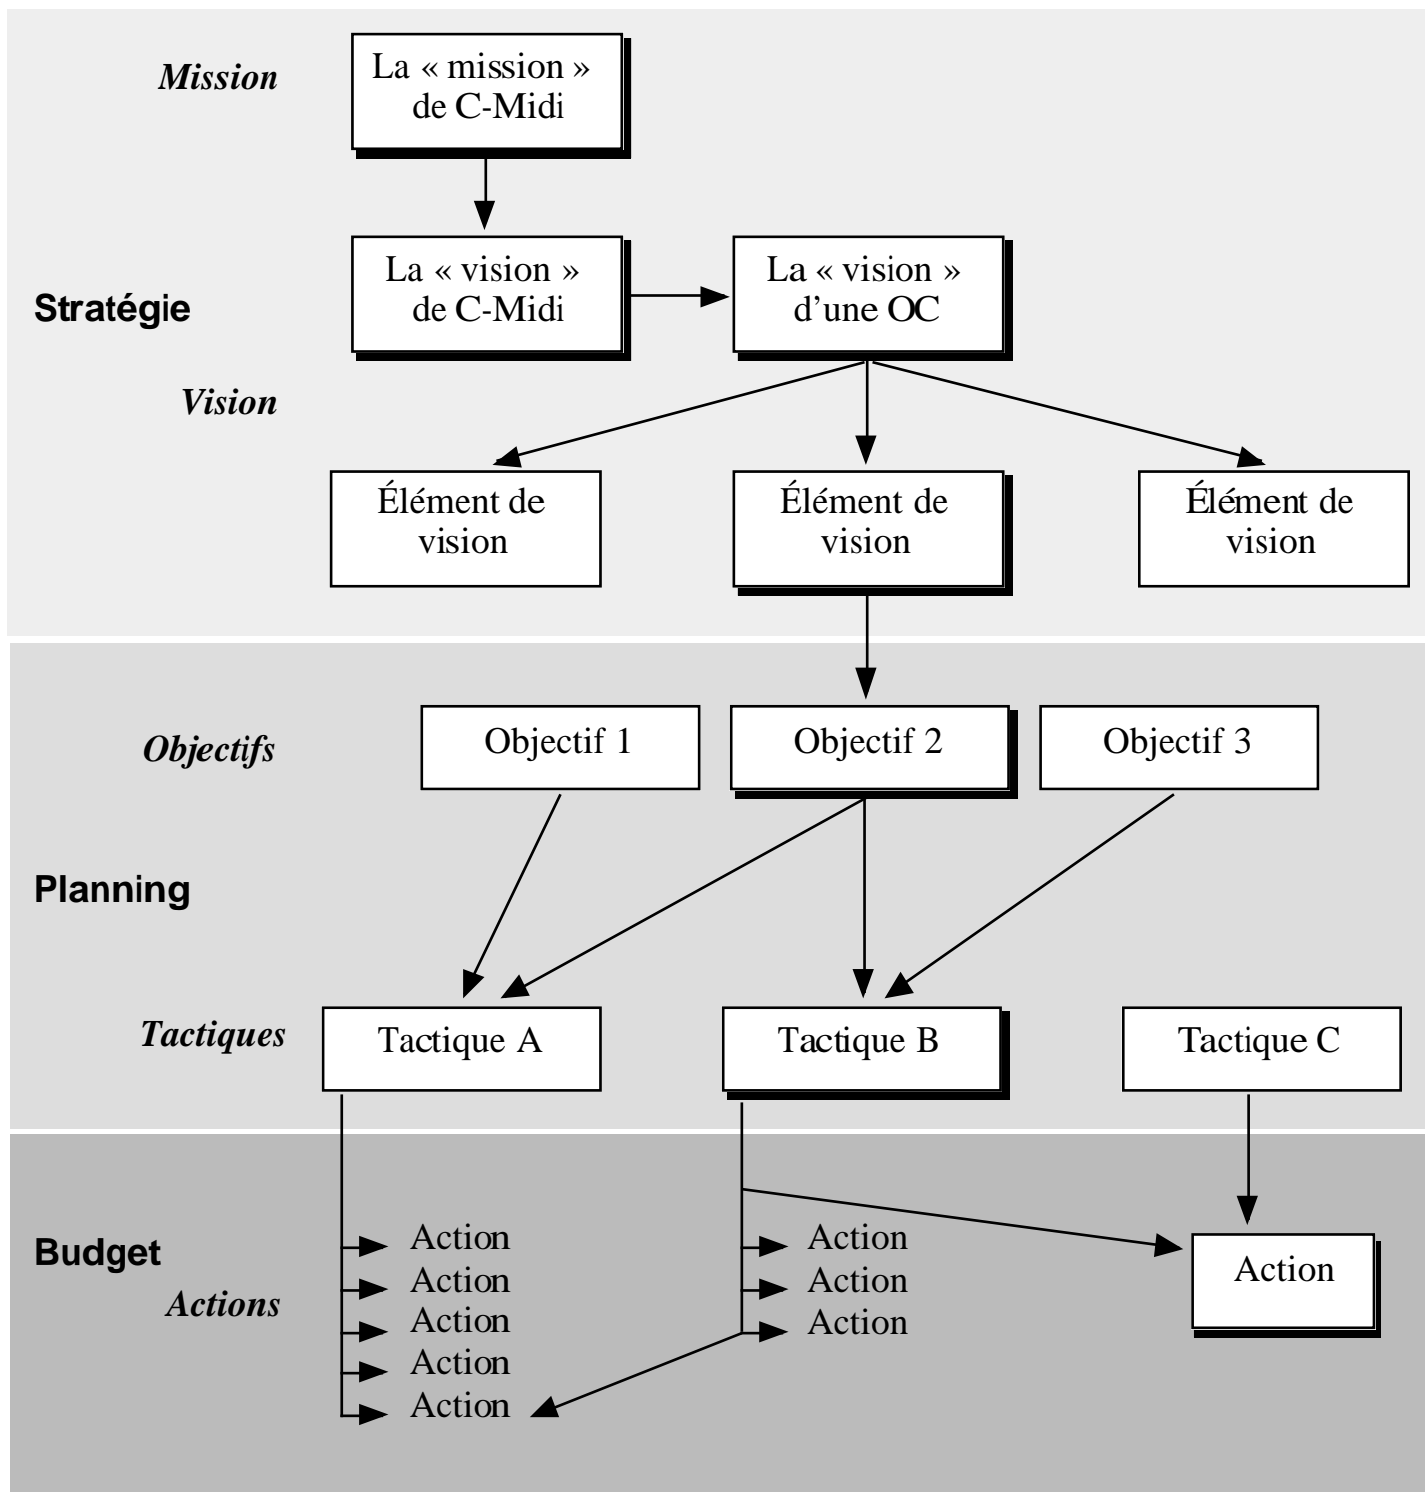 Mission
La « mission »
de C-Midi
Stratégie
La « vision »
de C-Midi
La « vision »
d’une OC
Vision
Élément de
vision
Élément de
vision
Élément de
vision
Objectifs
Objectif 1
Objectif 2
Objectif 3
Planning
Tactiques
Tactique A
Tactique B
Tactique C
Budget
Actions
Action
Action
Action
Action
Action
Action
Action
Action
Action